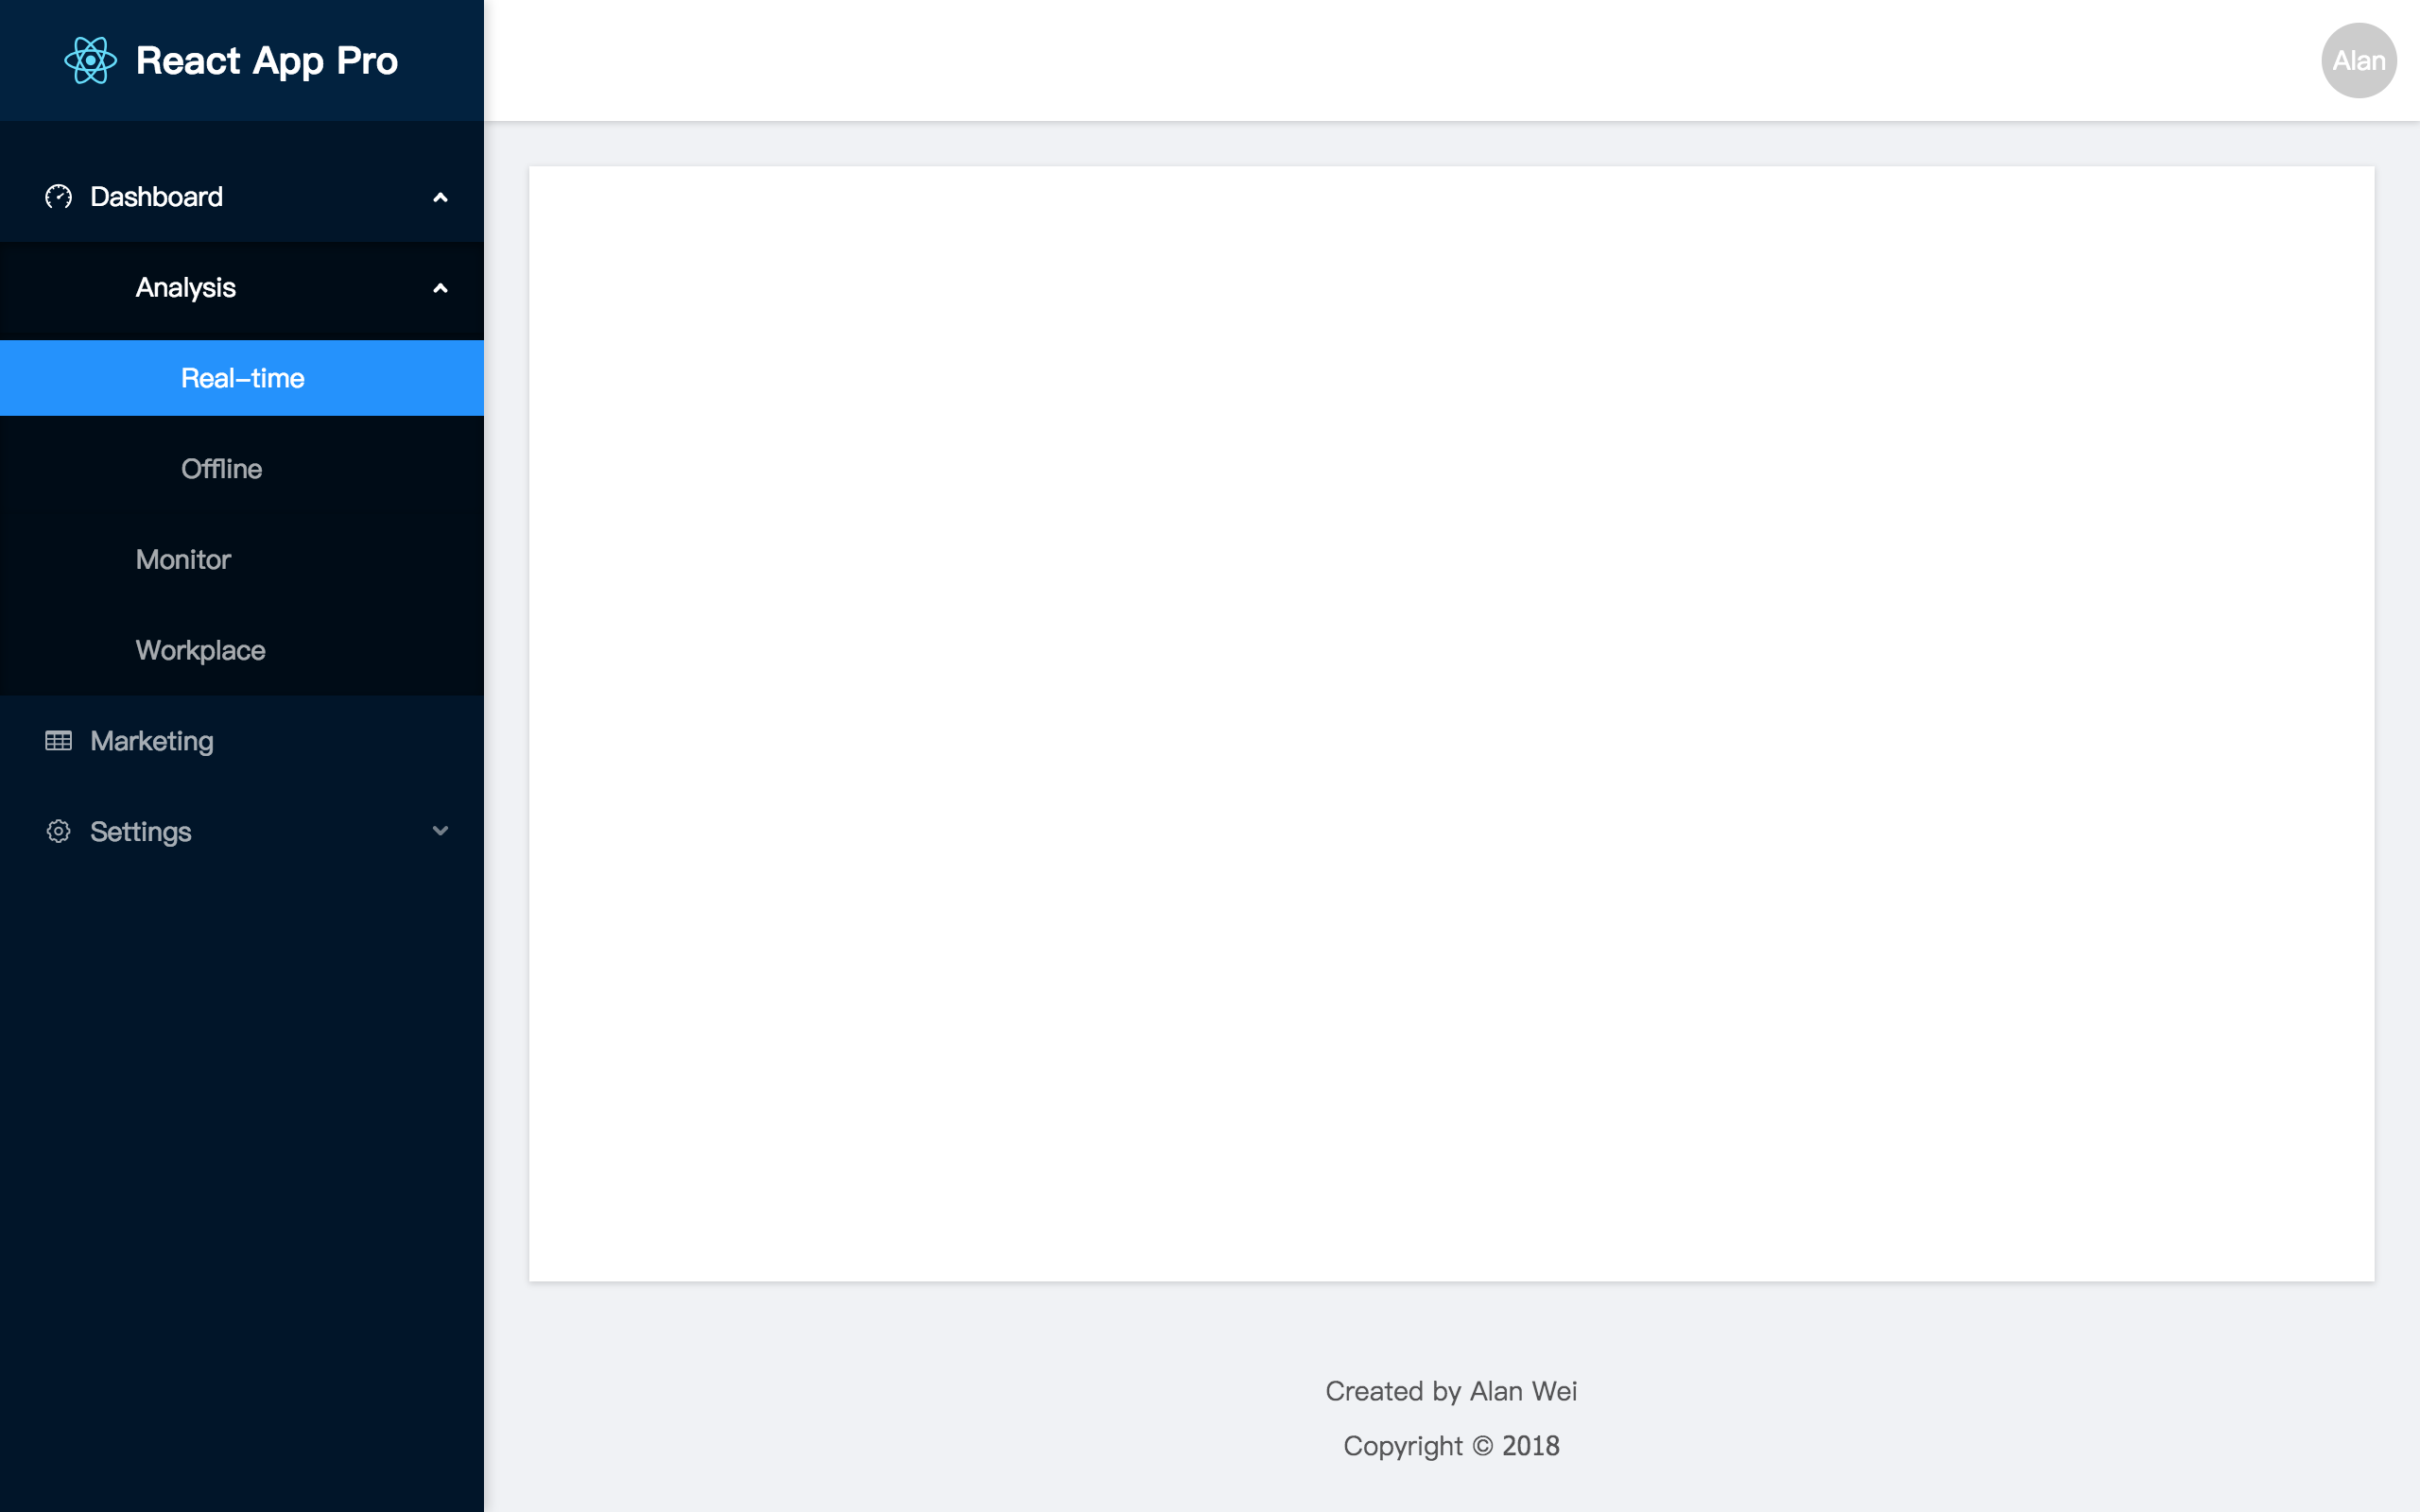 React App Pro
Alan
Dashboard
Analysis
Real-time
Offline
Monitor
Workplace
Marketing
Settings
Created by Alan Wei
Copyright © 2018